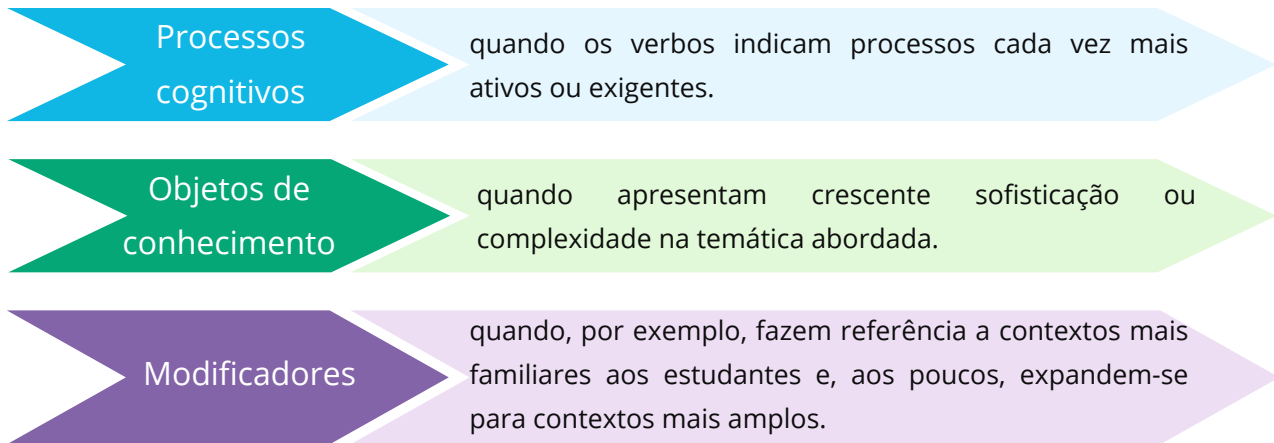 Processos
cognitivos
quando os verbos indicam processos cada vez mais
ativos ou exigentes.
Objetos de
conhecimento
quando apresentam crescente sofisticação ou
complexidade na temática abordada.
Modificadores
quando, por exemplo, fazem referência a contextos mais
familiares aos estudantes e, aos poucos, expandem-se
para contextos mais amplos.